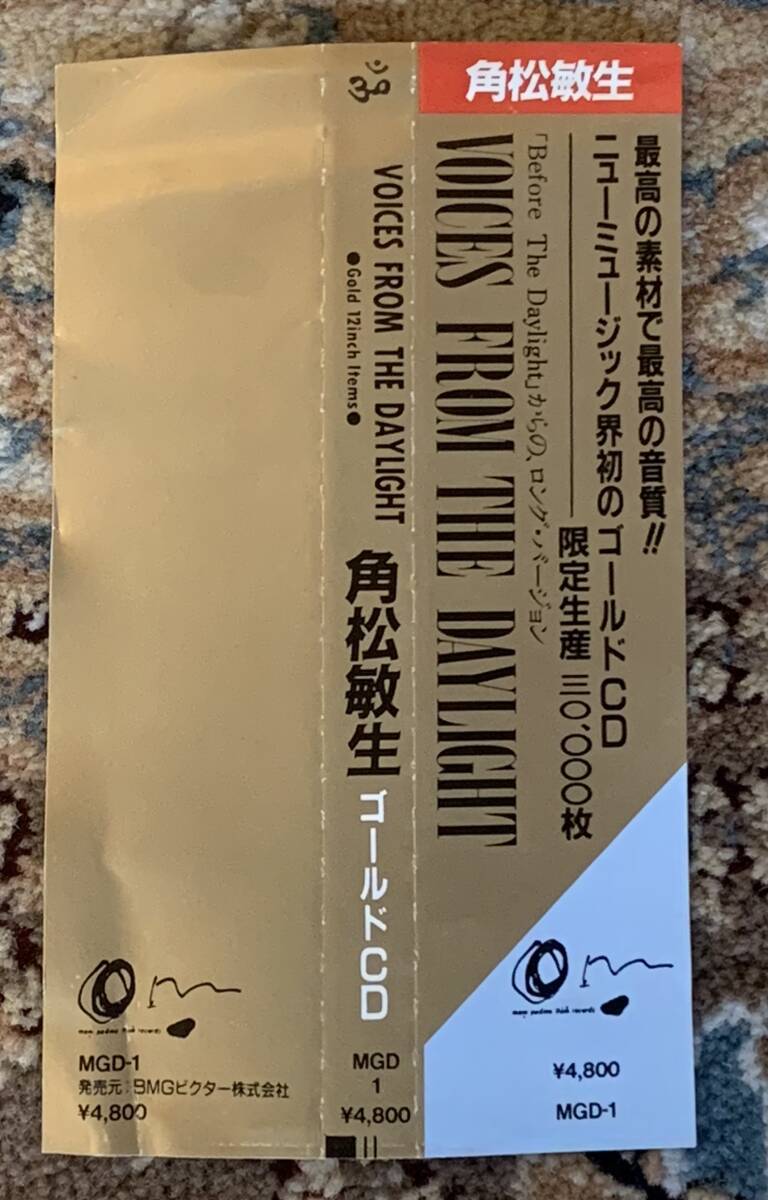 角松敏生
最高の素材で最高の音質!!
ニューミュージック界初のゴールドCD
限定生産 三〇,〇〇〇枚
「Before The Daylight」からの、ロング・バージョン
VOICES FROM THE DAYLIGHT
¥4,800
MGD-1
VOICES FROM THE DAYLIGHT
●Gold 12inch Items●
角松敏生
ゴールドCD
MGD
1
¥4,800
MGD-1
発売元:BMGビクター株式会社
¥4,800